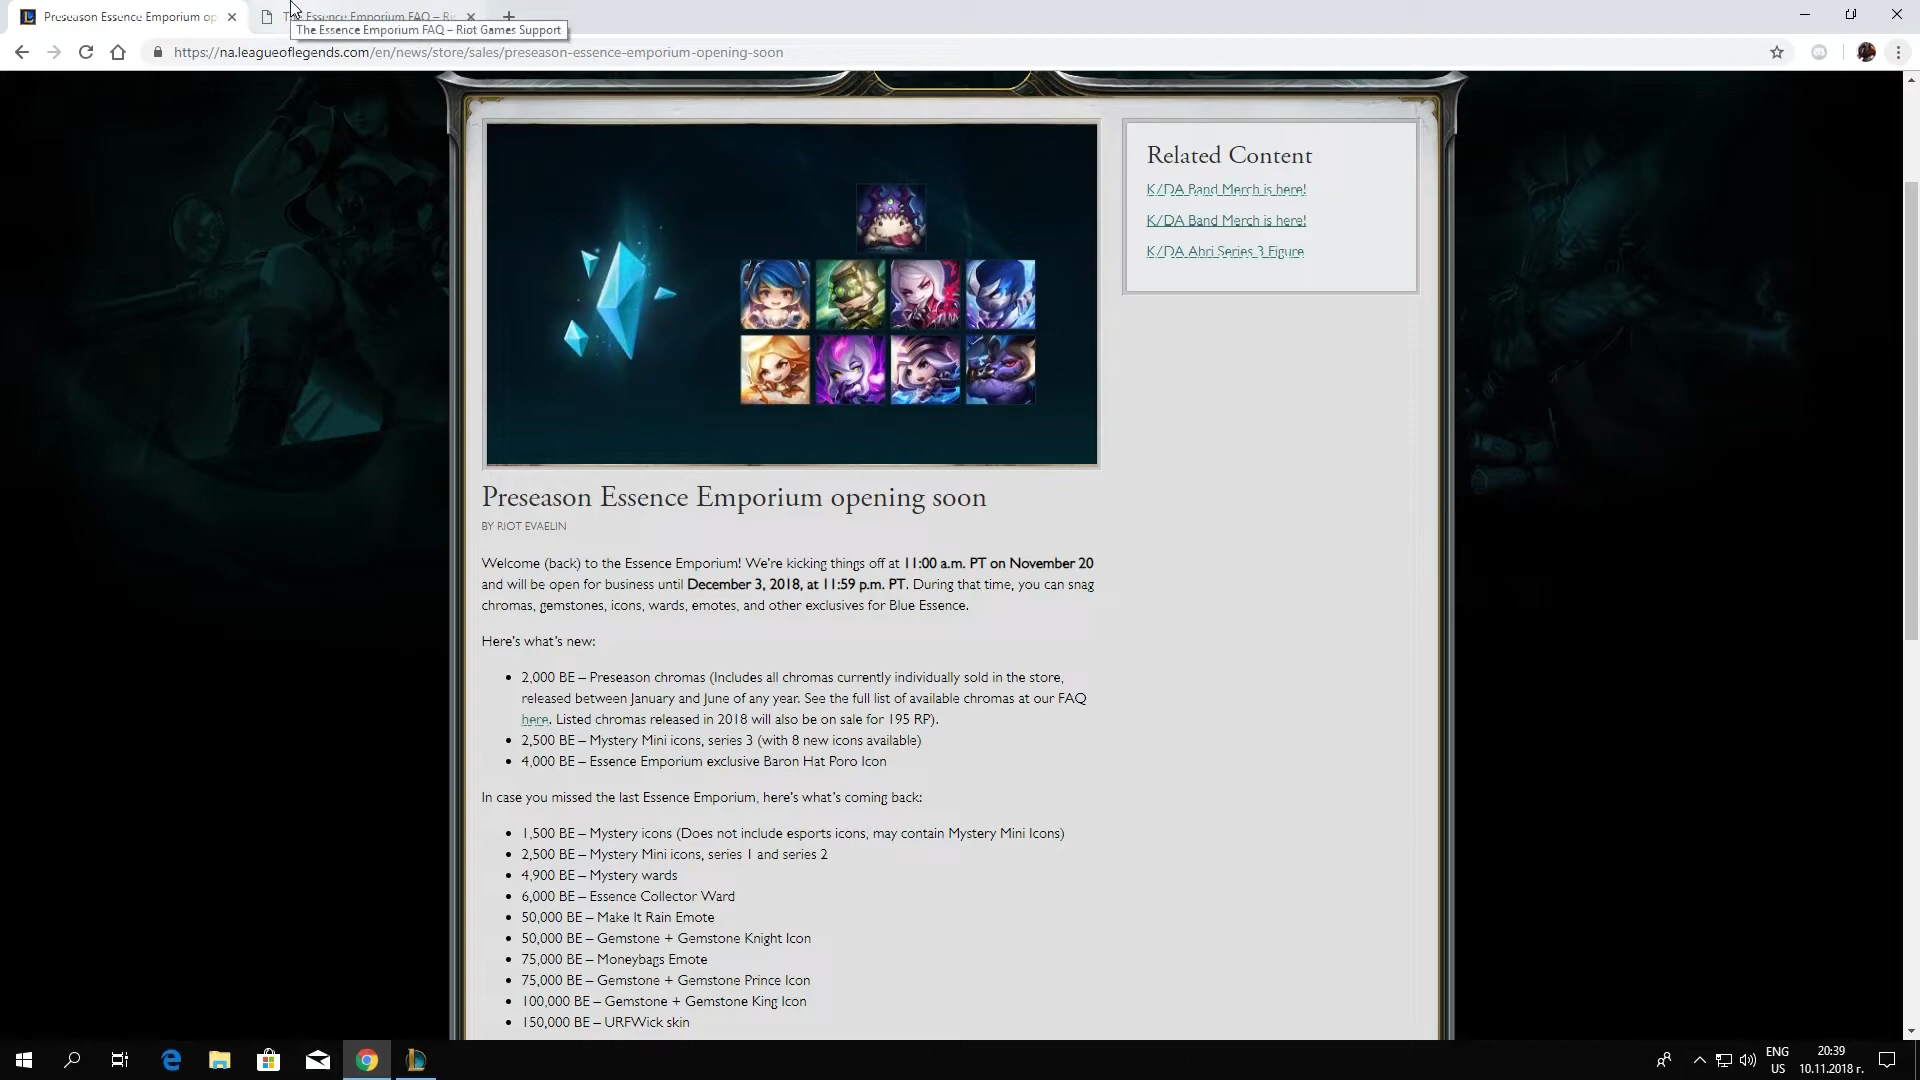 Preseason Essence Emporium op
The Essence Emporium FAQ – Ri
The Essence Emporium FAQ – Riot Games Support
https://na.leagueoflegends.com/en/news/store/sales/preseason-essence-emporium-opening-soon
Related Content
K/DA Band Merch is here!
K/DA Band Merch is here!
K/DA Ahri Series 3 Figure
Preseason Essence Emporium opening soon
BY RIOT EVAELIN
Welcome (back) to the Essence Emporium! We're kicking things off at 11:00 a.m. PT on November 20
and will be open for business until December 3, 2018, at 11:59 p.m. PT. During that time, you can snag
chromas, gemstones, icons, wards, emotes, and other exclusives for Blue Essence.
Here's what's new:
• 2,000 BE – Preseason chromas (Includes all chromas currently individually sold in the store,
released between January and June of any year. See the full list of available chromas at our FAQ
here. Listed chromas released in 2018 will also be on sale for 195 RP).
• 2,500 BE – Mystery Mini icons, series 3 (with 8 new icons available)
• 4,000 BE – Essence Emporium exclusive Baron Hat Poro Icon
In case you missed the last Essence Emporium, here's what's coming back:
• 1,500 BE – Mystery icons (Does not include esports icons, may contain Mystery Mini Icons)
• 2,500 BE – Mystery Mini icons, series 1 and series 2
• 4,900 BE – Mystery wards
• 6,000 BE – Essence Collector Ward
• 50,000 BE – Make It Rain Emote
• 50,000 BE – Gemstone + Gemstone Knight Icon
• 75,000 BE – Moneybags Emote
• 75,000 BE – Gemstone + Gemstone Prince Icon
• 100,000 BE – Gemstone + Gemstone King Icon
• 150,000 BE – URFWick skin
ENG
US
20:39
10.11.2018 г.